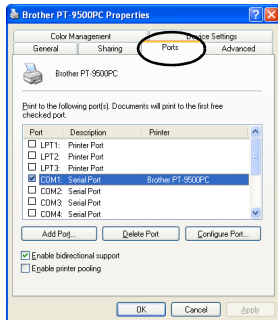 Brother PT-9500PC Properties
Color Management Device Settings
General Sharing Ports Advanced
Brother PT-9500PC
Print to the following port(s). Documents will print to the first free
checked port.
Port Description Printer
LPT1: Printer Port
LPT2: Printer Port
LPT3: Printer Port
COM1: Serial Port Brother PT-9500PC
COM2: Serial Port
COM3: Serial Port
COM4: Serial Port
Add Port... Delete Port Configure Port...
Enable bidirectional support
Enable printer pooling
OK Cancel Apply